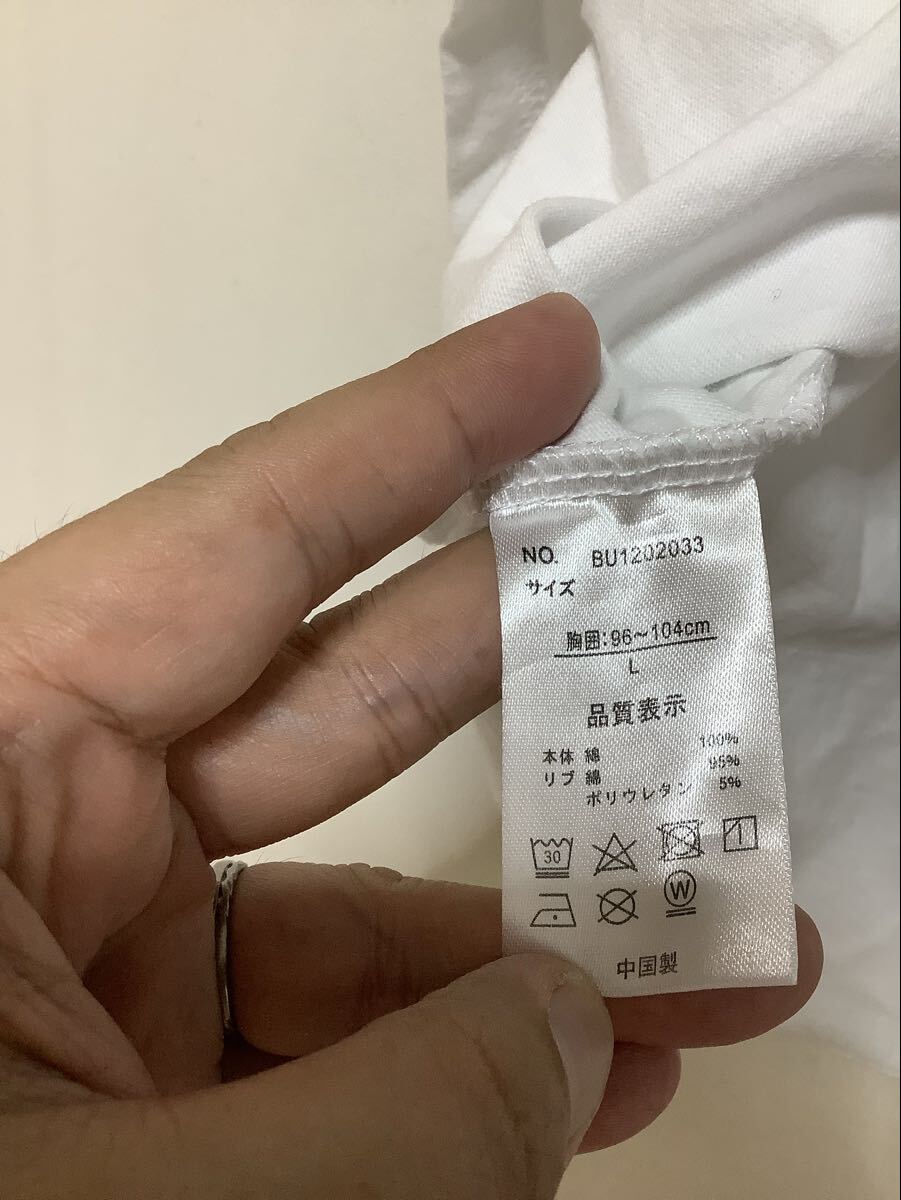 NO. BU1202033
サイズ
胸囲:96~104cm
L
品質表示
本体 綿 100%
リブ 綿 95%
ポリウレタン 5%
30
W
中国製